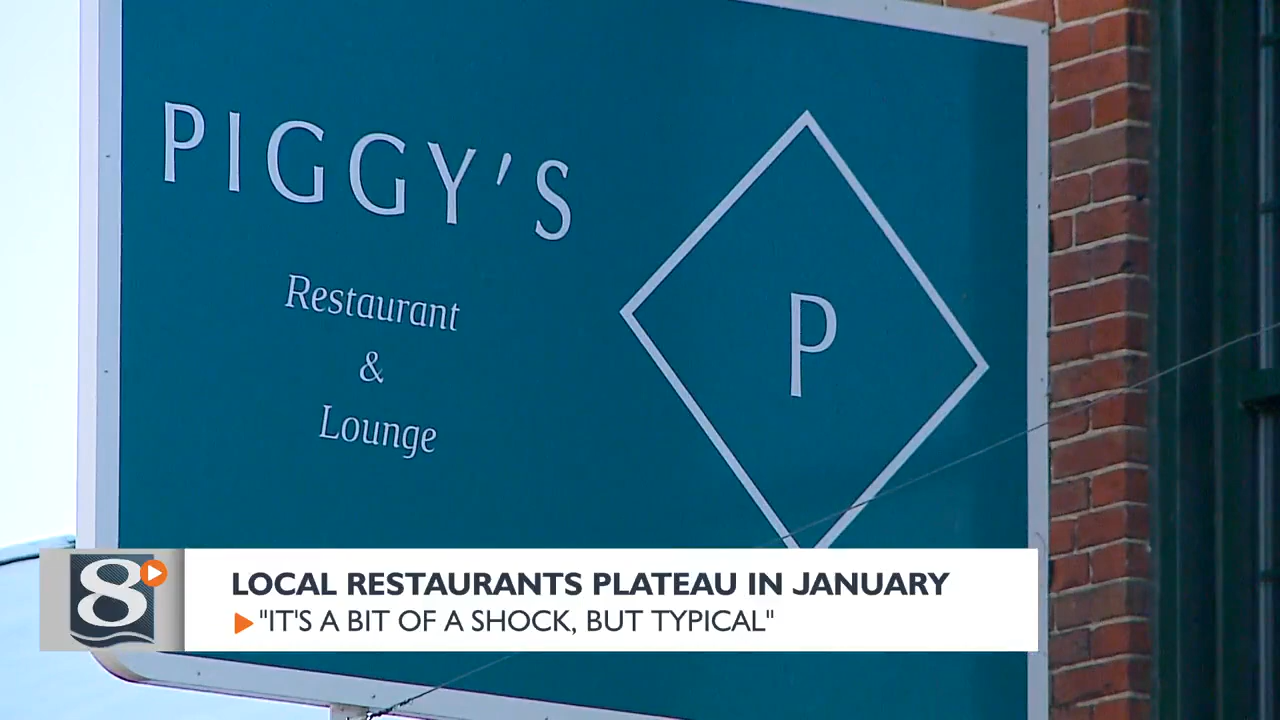 PIGGY'S
Restaurant
&
Lounge
P
8
LOCAL RESTAURANTS PLATEAU IN JANUARY
"IT'S A BIT OF A SHOCK, BUT TYPICAL"